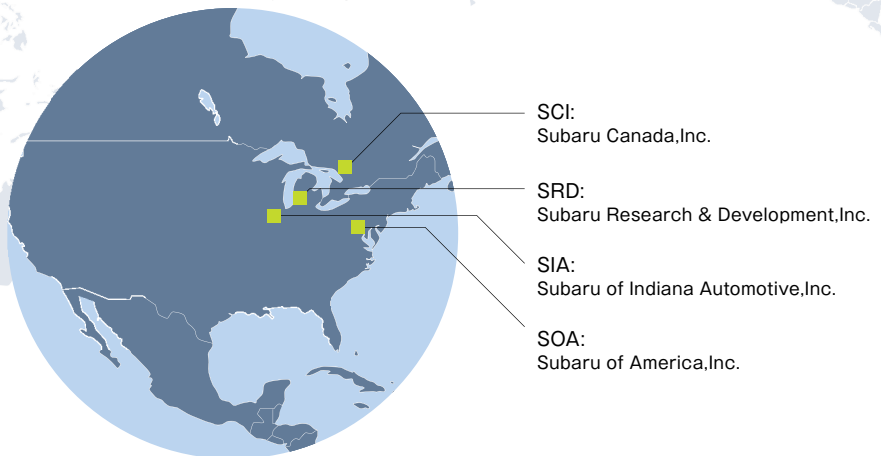 SCI:
Subaru Canada,Inc.
SRD:
Subaru Research & Development,Inc.
SIA:
Subaru of Indiana Automotive,Inc.
SOA:
Subaru of America,Inc.